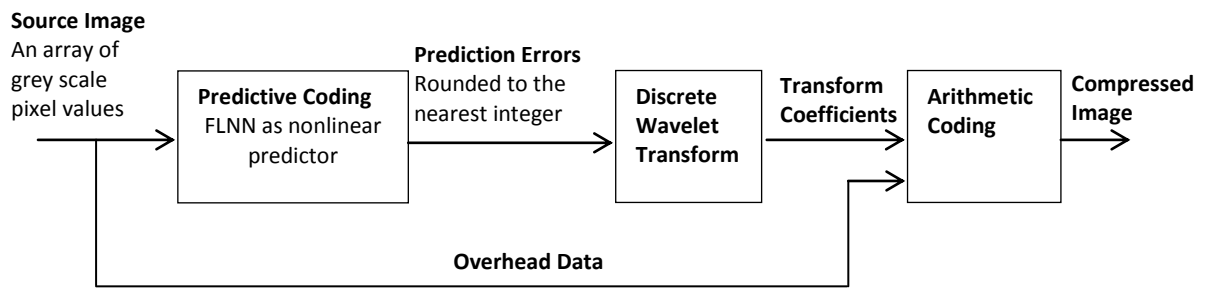 Source Image
An array of
grey scale
pixel values
Predictive Coding
FLNN as nonlinear
predictor
Prediction Errors
Rounded to the
nearest integer
Discrete
Wavelet
Transform
Transform
Coefficients
Arithmetic
Coding
Compressed
Image
Overhead Data